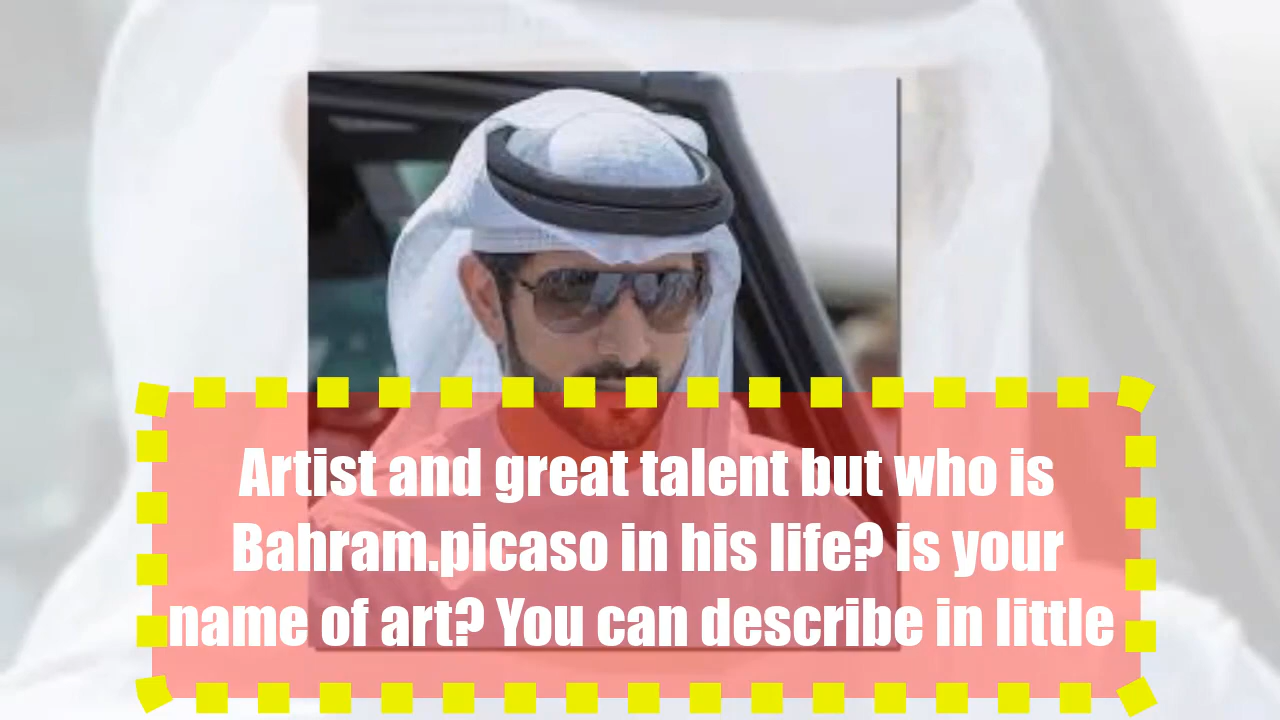 Artist and great talent but who is
Bahram.picaso in his life? is your
name of art? You can describe in little